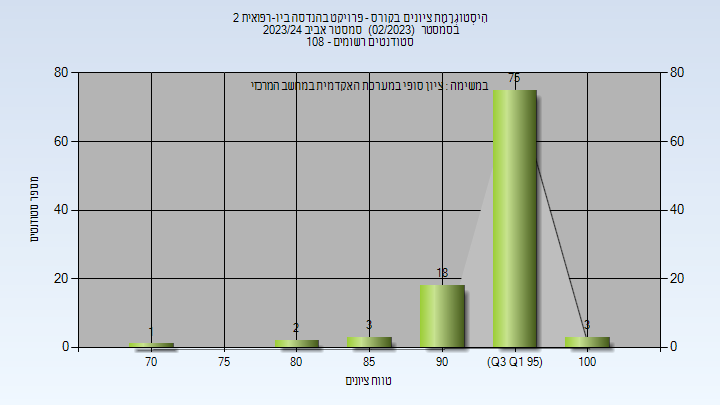 היסטוגרמת ציונים בקורס - פרויקט בהנדסה ביו-רפואית 2
בסמסטר (02/2023) סמסטר אביב 2023/24
סטודנטים רשומים - 108
במשימה : ציון סופי במערכת האקדמית במחשב המרכזי
80 80
60 60
40 40
20 20
0 0
מספר סטודנטים
1 2 3 18 75 3
70 75 80 85 90 (Q3 Q1 95) 100
טווח ציונים